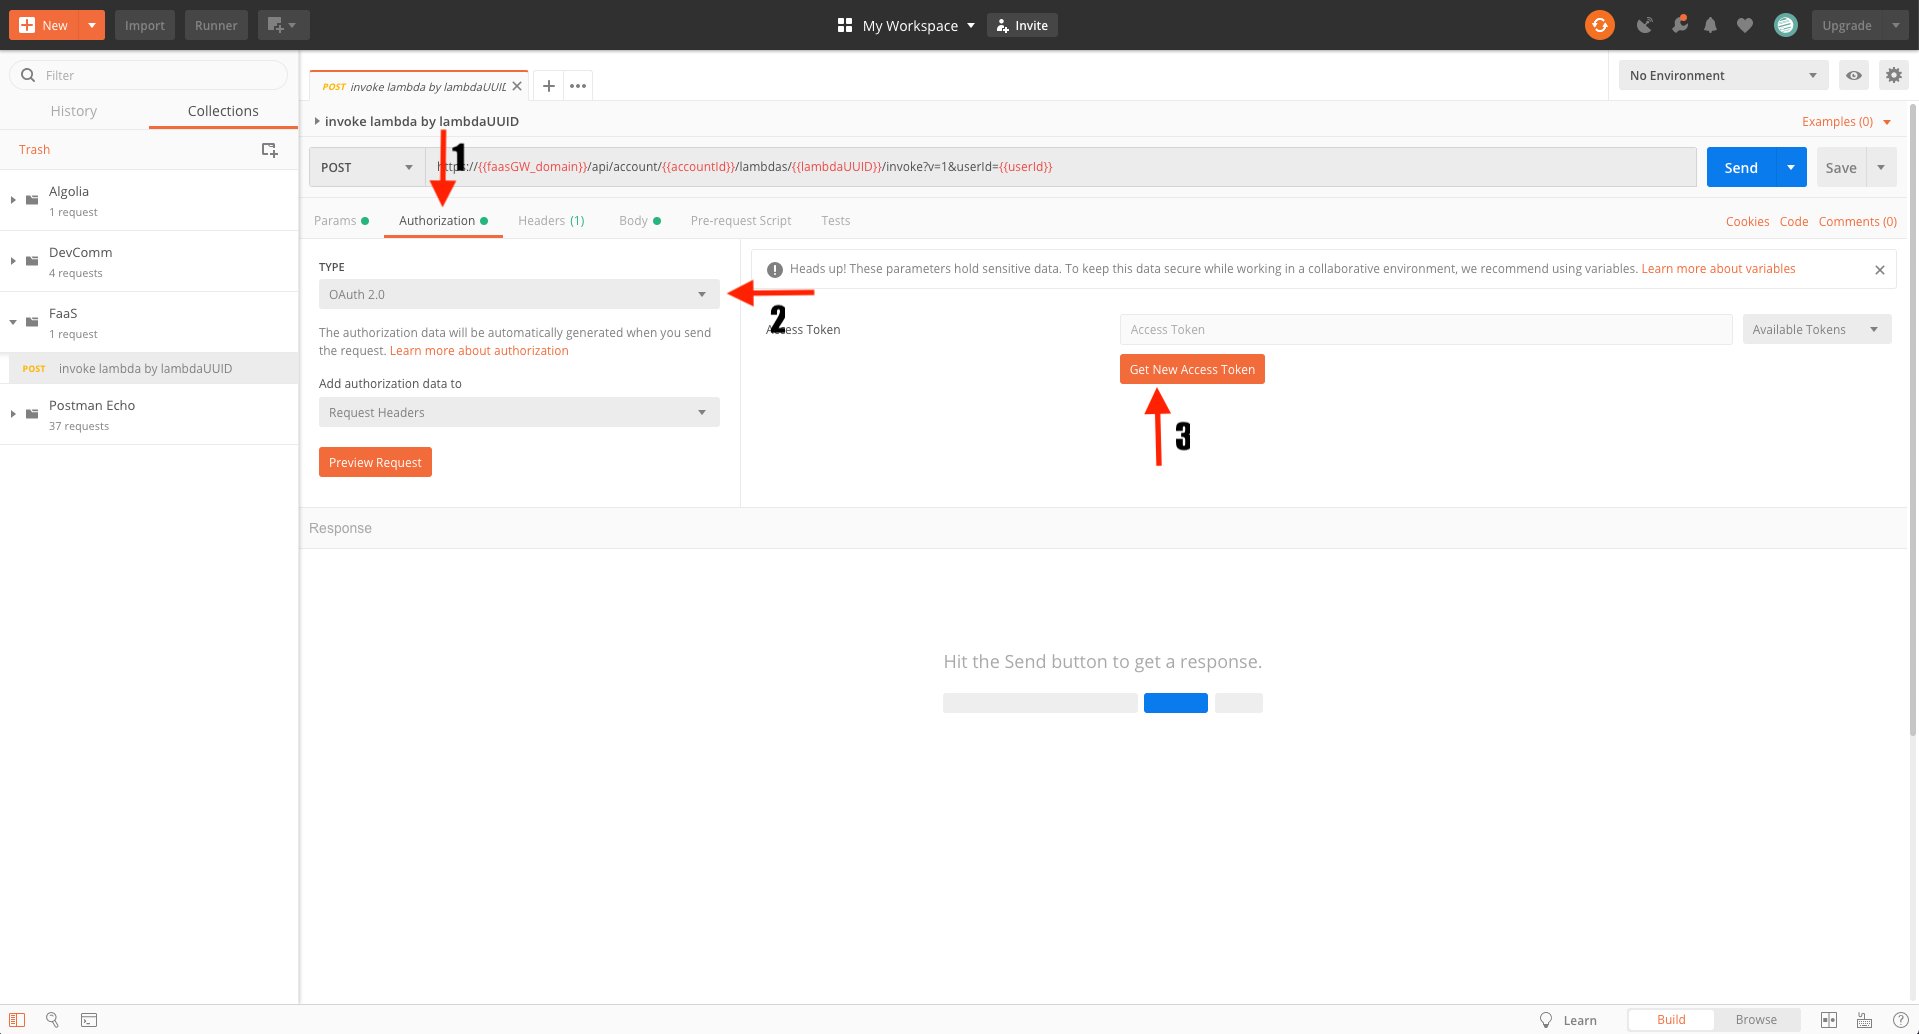 New
Import
Runner
My Workspace
Invite
Upgrade
Filter
History
Collections
Trash
Algolia
1 request
DevComm
4 requests
FaaS
1 request
POST invoke lambda by lambdaUUID
Postman Echo
37 requests
POST invoke lambda by lambdaUUID
No Environment
invoke lambda by lambdaUUID
Examples (0)
1
POST
https://{{faasGW_domain}}/api/account/{{accountId}}/lambdas/{{lambdaUUID}}/invoke?v=1&userId={{userId}}
Send
Save
Params
Authorization
Headers (1)
Body
Pre-request Script
Tests
Cookies
Code
Comments (0)
TYPE
OAuth 2.0
The authorization data will be automatically generated when you send
the request. Learn more about authorization
Add authorization data to
Request Headers
Preview Request
Heads up! These parameters hold sensitive data. To keep this data secure while working in a collaborative environment, we recommend using variables. Learn more about variables
2
Access Token
Access Token
Available Tokens
Get New Access Token
3
Response
Hit the Send button to get a response.
Learn
Build
Browse